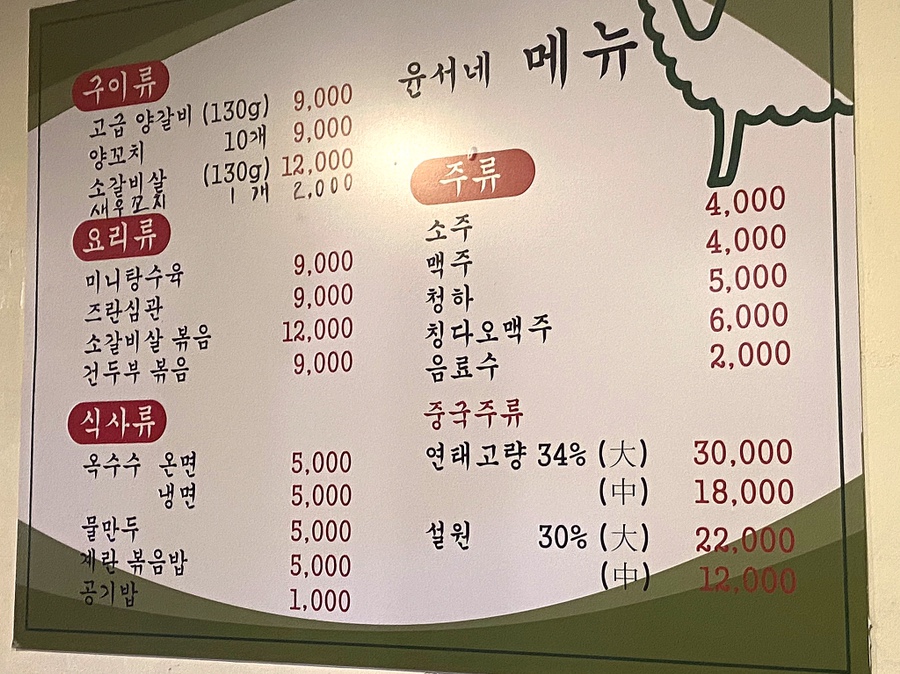 윤서네 메뉴
구이류
고급 양갈비 (130g) 9,000
양꼬치 10개 9,000
소갈비살 (130g) 12,000
새우꼬치 1개 2,000
요리류
미니탕수육 9,000
즈란심관 9,000
소갈비살 볶음 12,000
건두부 볶음 9,000
식사류
옥수수 온면 5,000
냉면 5,000
물만두 5,000
계란 볶음밥 5,000
공기밥 1,000
주류
소주 4,000
맥주 4,000
청하 5,000
칭다오맥주 6,000
음료수 2,000
중국주류
연태고량 34% (大) 30,000
(中) 18,000
설원 30% (大) 22,000
(中) 12,000